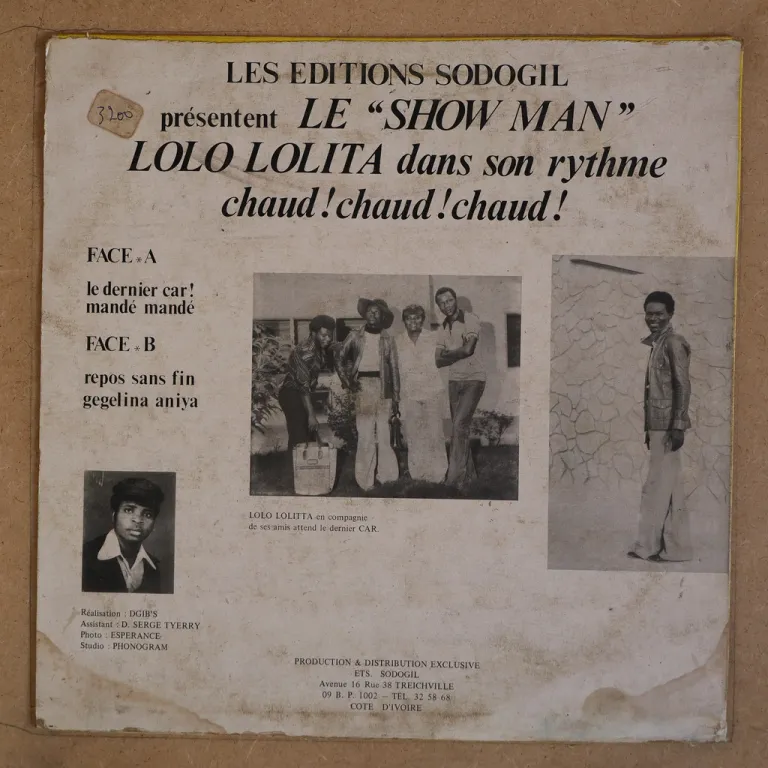 LES EDITIONS SODOGIL
3200
présentent LE “SHOW MAN”
LOLO LOLITA dans son rythme
chaud ! chaud ! chaud !
FACE * A
le dernier car!
mandé mandé
FACE * B
repos sans fin
gegelina aniya
LOLO LOLITTA en compagnie
de ses amis attend le dernier CAR.
Réalisation : DGIB'S
Assistant : D. SERGE TYERRY
Photo : ESPERANCE
Studio : PHONOGRAM
PRODUCTION & DISTRIBUTION EXCLUSIVE
ETS. SODOGIL
Avenue 16 Rue 38 TREICHVILLE
09 B. P. 1002 – TEL. 32 58 68
COTE D'IVOIRE